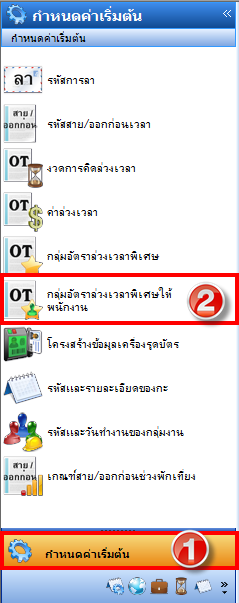 กำหนดค่าเริ่มต้น
กำหนดค่าเริ่มต้น
ลา
รหัสการลา
สาย/
ออกก่อน
รหัสสาย/ออกก่อนเวลา
OT
งวดการคิดล่วงเวลา
OT
ค่าล่วงเวลา
OT
กลุ่มอัตราล่วงเวลาพิเศษ
OT
กลุ่มอัตราล่วงเวลาพิเศษให้
พนักงาน
2
โครงสร้างข้อมูลเครื่องรูดบัตร
รหัสและรายละเอียดของกะ
รหัสและวันทำงานของกลุ่มงาน
สาย/
ออกก่อน
เกณฑ์สาย/ออกก่อนช่วงพักเที่ยง
กำหนดค่าเริ่มต้น
1